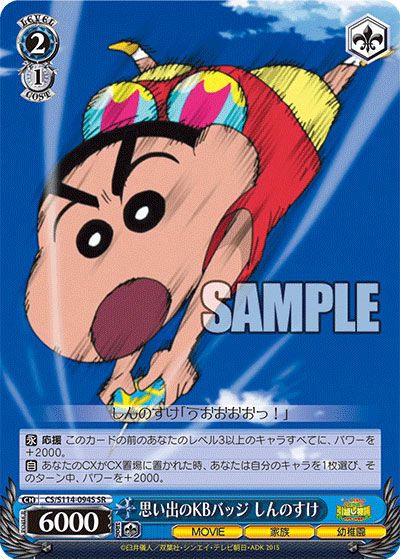 LEVEL
2
1
COST
SAMPLE
しんのすけ「うおおおおっ！」
永 応援 このカードの前のあなたのレベル3以上のキャラすべてに、パワーを
+2000。
自 あなたのCXがCX置場に置かれた時、あなたは自分のキャラを1枚選び、そ
のターン中、パワーを+2000。
CH CS/S114-094S SR
POWER
6000
思い出のKBバッジ しんのすけ
MOVIE 家族 幼稚園
©臼井儀人／双葉社・シンエイ・テレビ朝日・ADK 2015